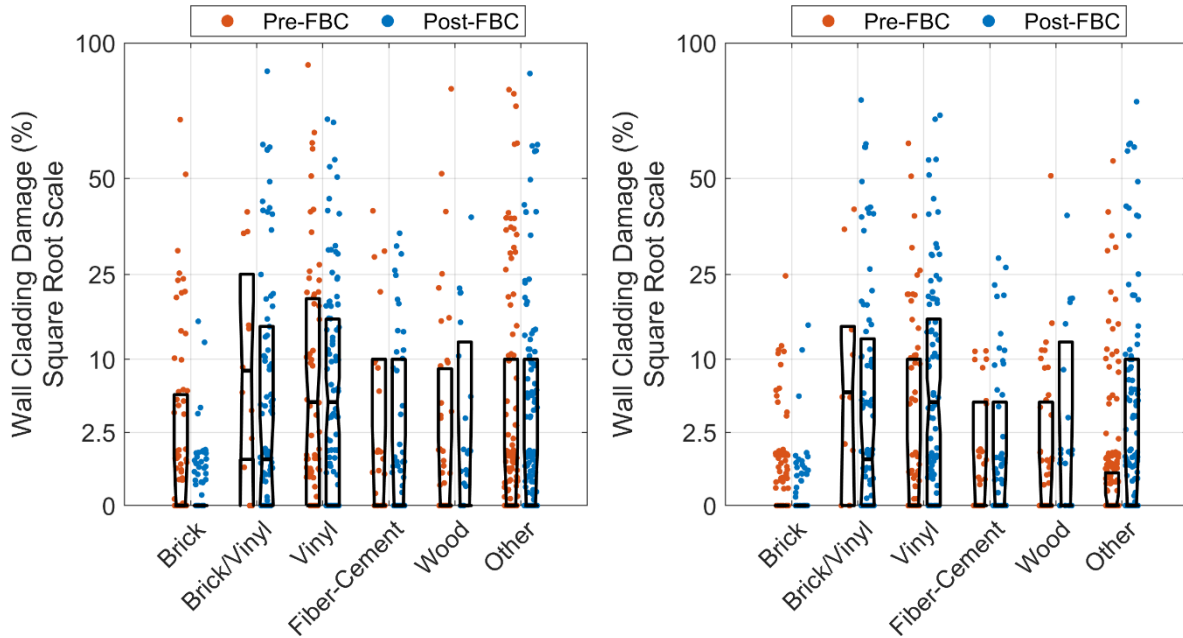 Pre-FBC Post-FBC
100
50
25
10
2.5
0
Wall Cladding Damage (%)
Square Root Scale
Brick
Brick/Vinyl
Vinyl
Fiber-Cement
Wood
Other
Pre-FBC Post-FBC
100
50
25
10
2.5
0
Wall Cladding Damage (%)
Square Root Scale
Brick
Brick/Vinyl
Vinyl
Fiber-Cement
Wood
Other